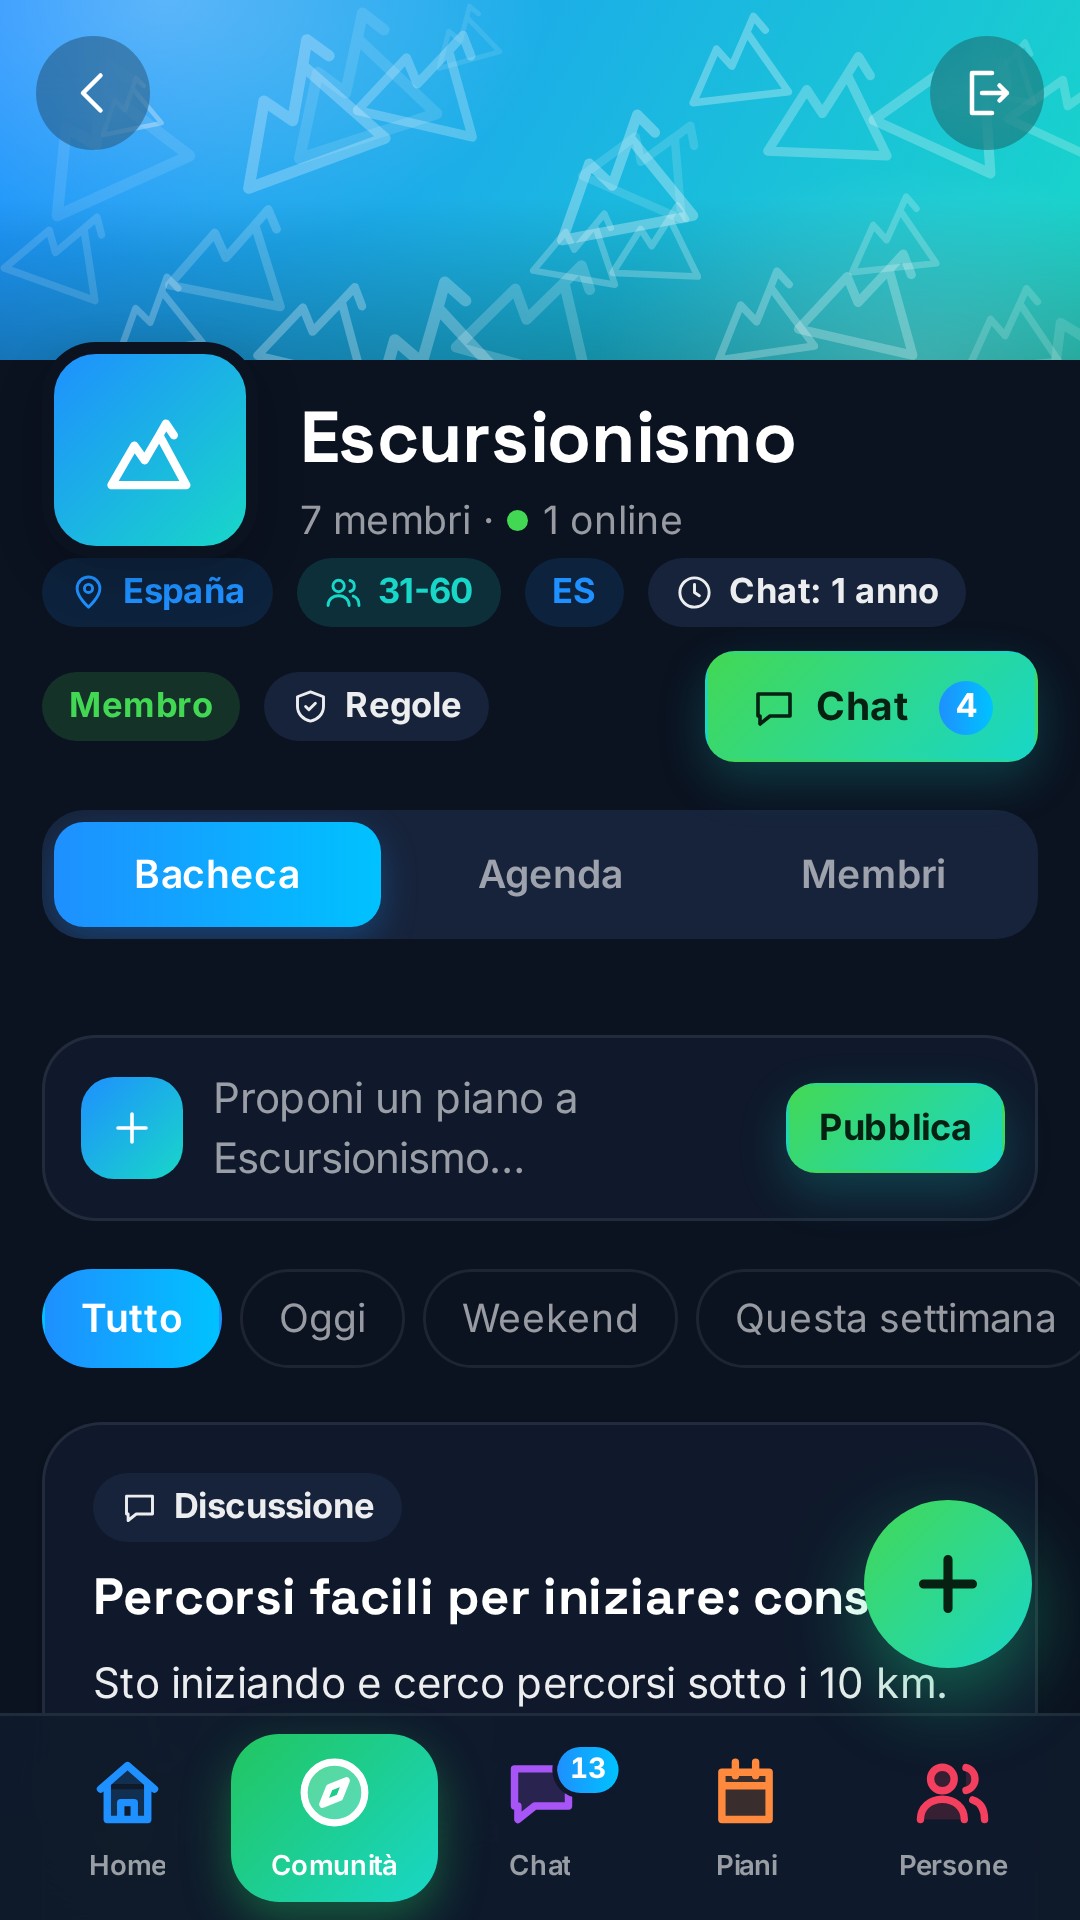 Escursionismo
7 membri · 1 online
España
31-60
ES
Chat: 1 anno
Membro
Regole
Chat 4
Bacheca
Agenda
Membri
Proponi un piano a
Escursionismo...
Pubblica
Tutto
Oggi
Weekend
Questa settimana
Discussione
Percorsi facili per iniziare: cons
Sto iniziando e cerco percorsi sotto i 10 km.
13
Home
Comunità
Chat
Piani
Persone